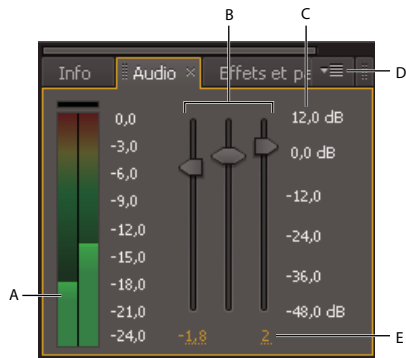 B
C
Info
Audio ×
Effets et pa
D
0,0
-3,0
-6,0
-9,0
-12,0
-15,0
-18,0
-21,0
-24,0
12,0 dB
0,0 dB
-12,0
-24,0
-36,0
-48,0 dB
A
-1,8
2
E